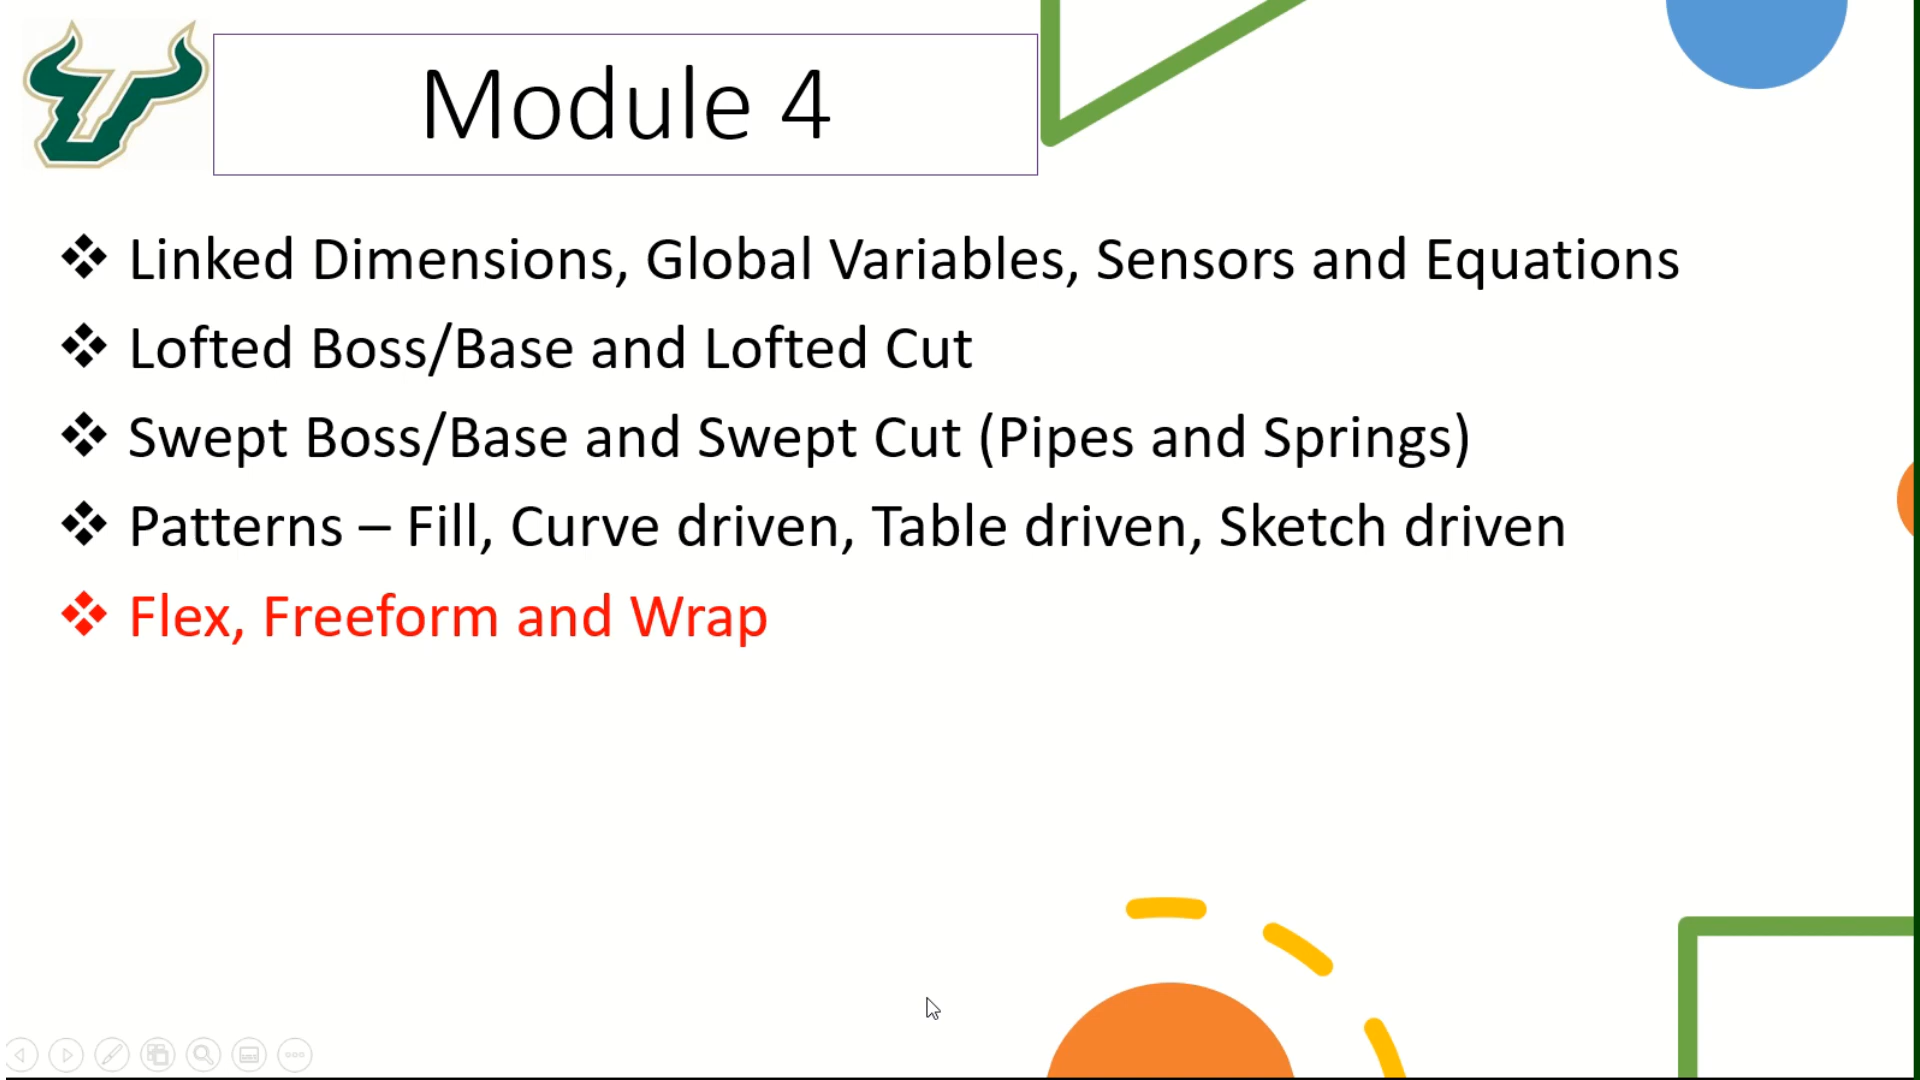 Module 4
❖ Linked Dimensions, Global Variables, Sensors and Equations
❖ Lofted Boss/Base and Lofted Cut
❖ Swept Boss/Base and Swept Cut (Pipes and Springs)
❖ Patterns – Fill, Curve driven, Table driven, Sketch driven
❖ Flex, Freeform and Wrap